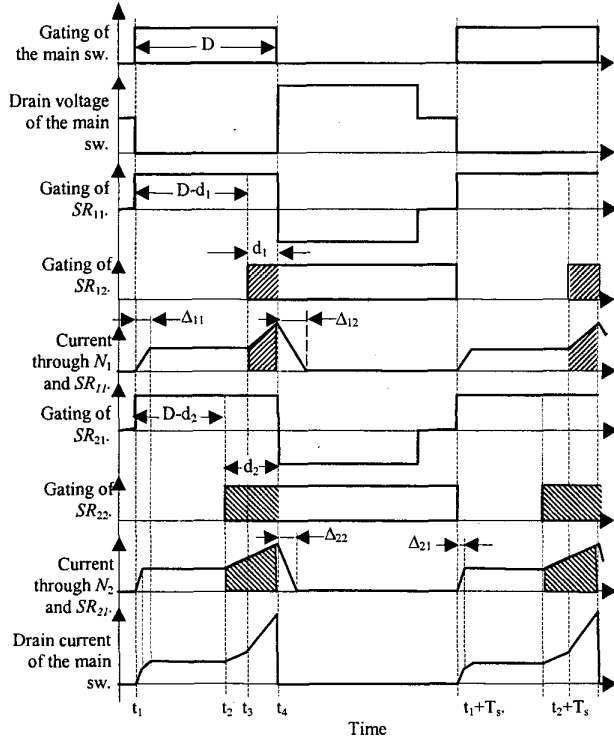 Gating of
the main sw.
D
Drain voltage
of the main
sw.
Gating of
SR11.
D-d1
d1
Gating of
SR12.
Δ11
Δ12
Current
through N1
and SR11.
Gating of
SR21.
D-d2
d2
Gating of
SR22.
Δ22
Δ21
Current
through N2
and SR21.
Drain current
of the main
sw.
t1
t2
t3
t4
t1+Ts.
t2+Ts
Time